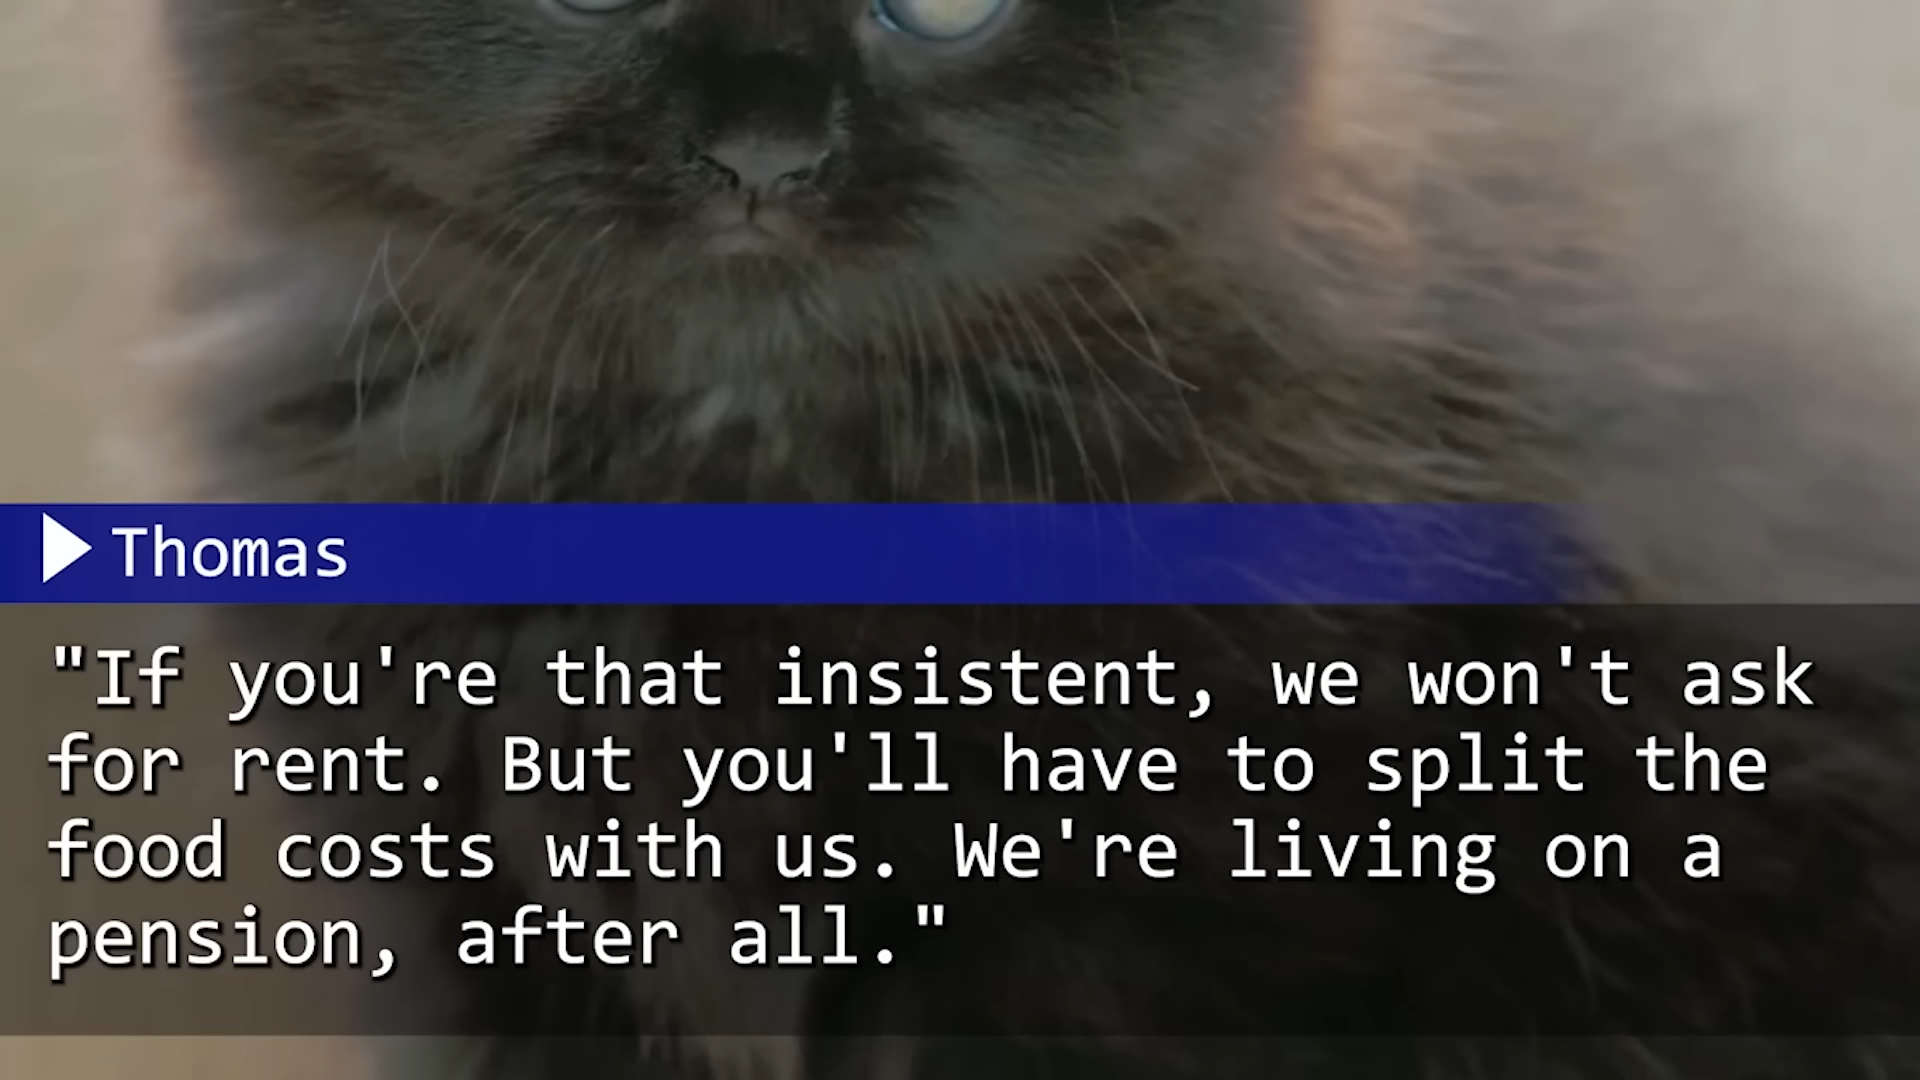 Thomas
"If you're that insistent, we won't ask
for rent. But you'll have to split the
food costs with us. We're living on a
pension, after all."